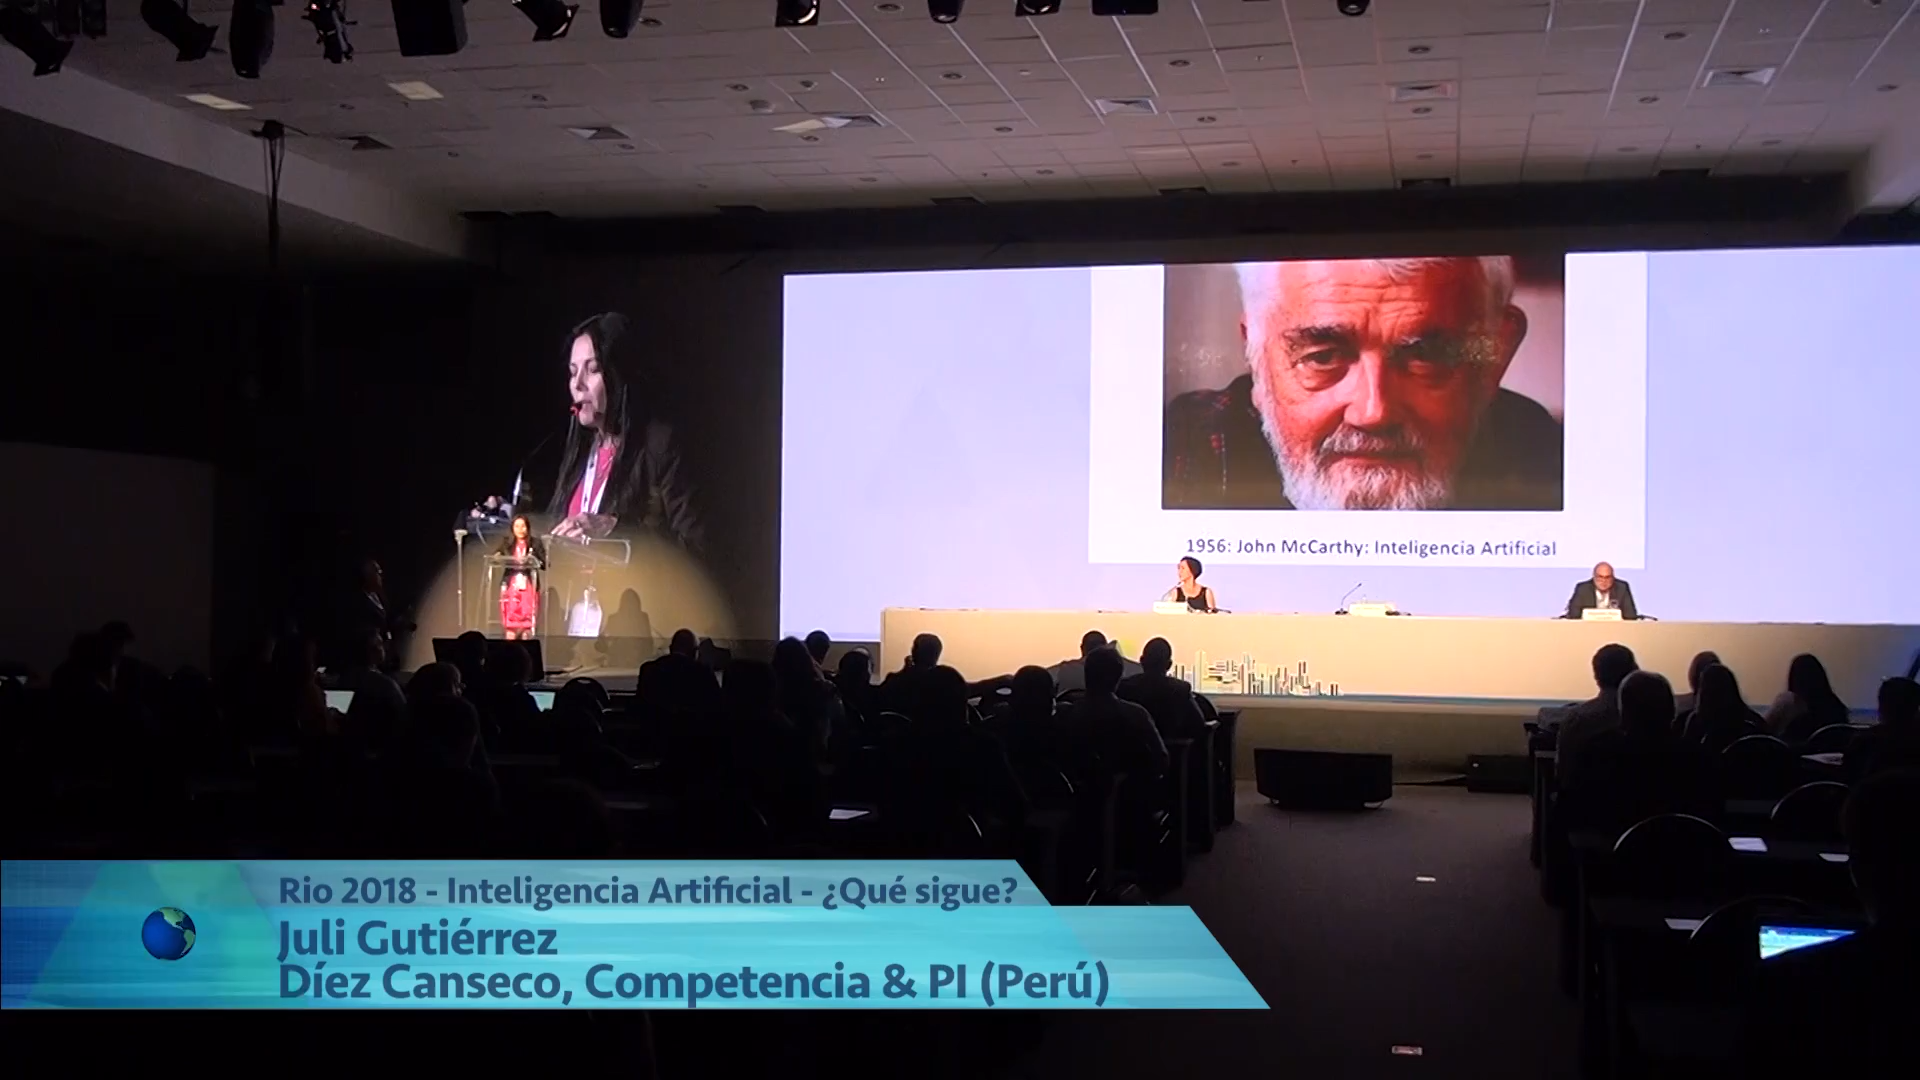 1956: John McCarthy: Inteligencia Artificial
Rio 2018 - Inteligencia Artificial - ¿Qué sigue?
Juli Gutiérrez
Díez Canseco, Competencia & PI (Perú)